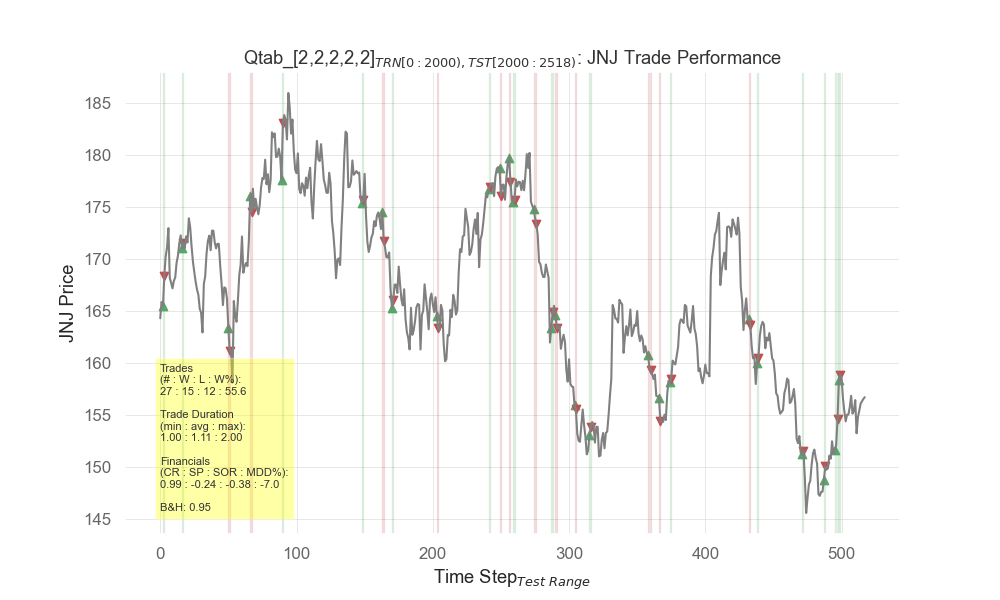 Qtab_[2,2,2,2,2]TRN[0 : 2000), TST[2000 : 2518): JNJ Trade Performance
JNJ Price
185
180
175
170
165
160
155
150
145
Trades
(# : W : L : W%):
27 : 15 : 12 : 55.6
Trade Duration
(min : avg : max):
1.00 : 1.11 : 2.00
Financials
(CR : SP : SOR : MDD%):
0.99 : -0.24 : -0.38 : -7.0
B&H: 0.95
0 100 200 300 400 500
Time StepTest Range